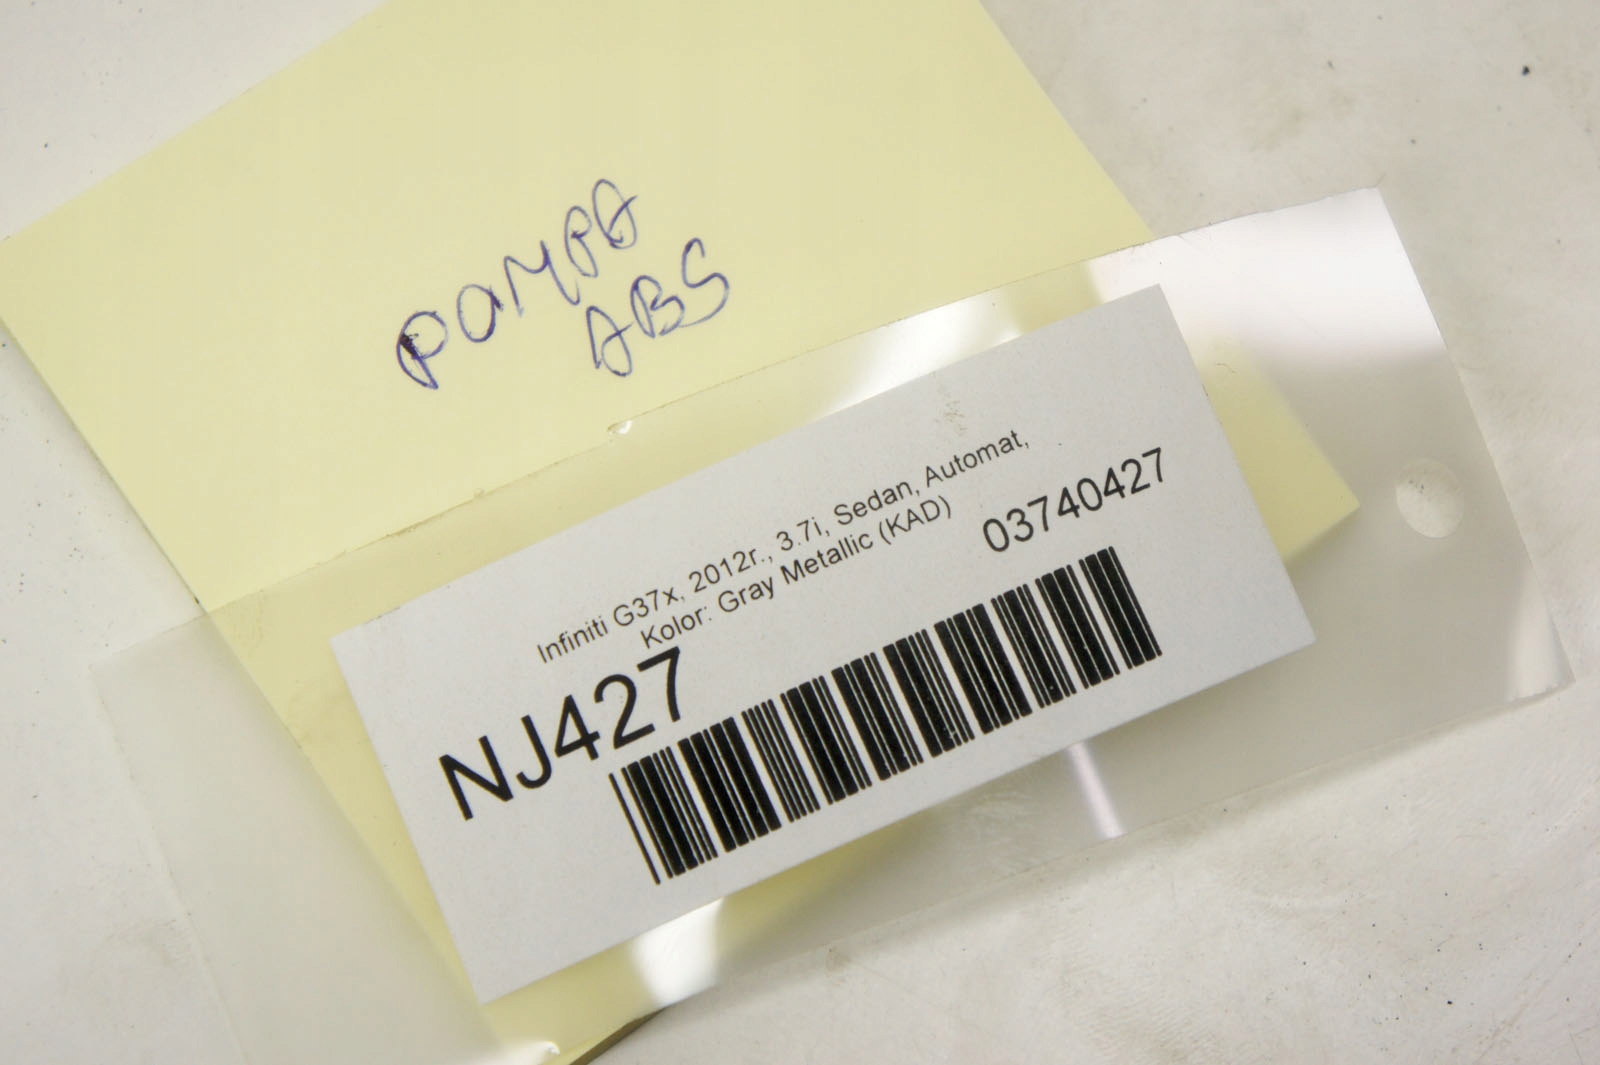 pompa
ABS
Infiniti G37x, 2012r., 3.7i, Sedan, Automat,
Kolor: Gray Metallic (KAD)
03740427
NJ427